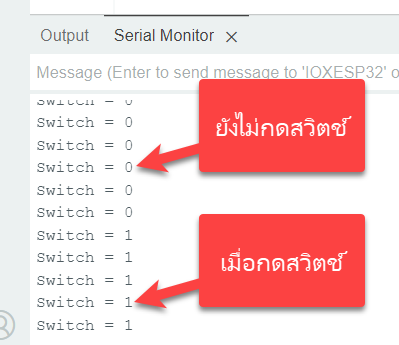 Output Serial Monitor
Message (Enter to send message to 'IOXESP32' o
Switch = 0
Switch = 0
Switch = 0
Switch = 0
Switch = 0
Switch = 0
Switch = 1
Switch = 1
Switch = 1
Switch = 1
Switch = 1
ยังไม่กดสวิตช์
เมื่อกดสวิตช์